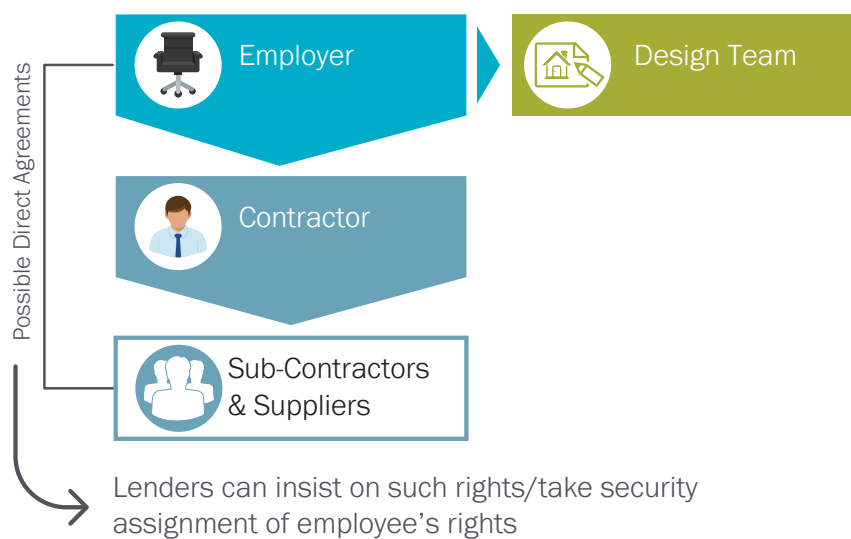 Employer
Design Team
Possible Direct Agreements
Contractor
Sub-Contractors
& Suppliers
Lenders can insist on such rights/take security
assignment of employee's rights